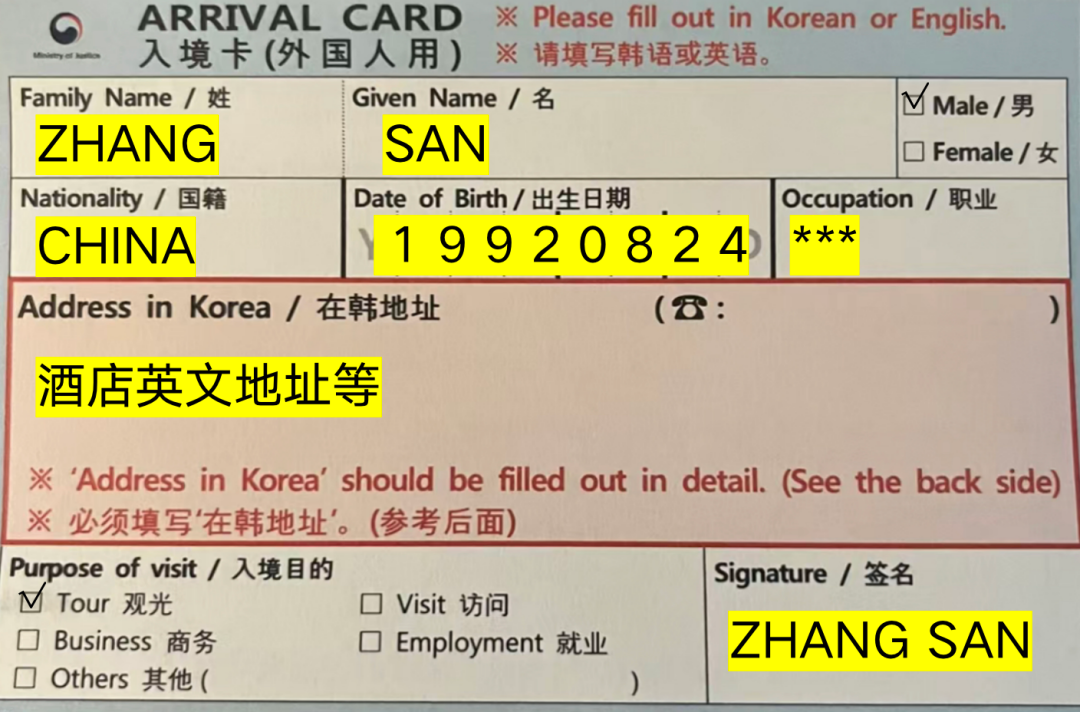 ARRIVAL CARD
※ Please fill out in Korean or English.
Ministry of Justice
入境卡(外国人用)
※ 请填写韩语或英语。
Family Name / 姓
Given Name / 名
Male / 男
ZHANG
SAN
Female / 女
Nationality / 国籍
Date of Birth / 出生日期
Occupation / 职业
CHINA
19920824
***
Address in Korea / 在韩地址
(☎: )
酒店英文地址等
※ 'Address in Korea' should be filled out in detail. (See the back side)
※ 必须填写'在韩地址'。(参考后面)
Purpose of visit / 入境目的
Signature / 签名
Tour 观光
Visit 访问
Business 商务
Employment 就业
ZHANG SAN
Others 其他 ( )